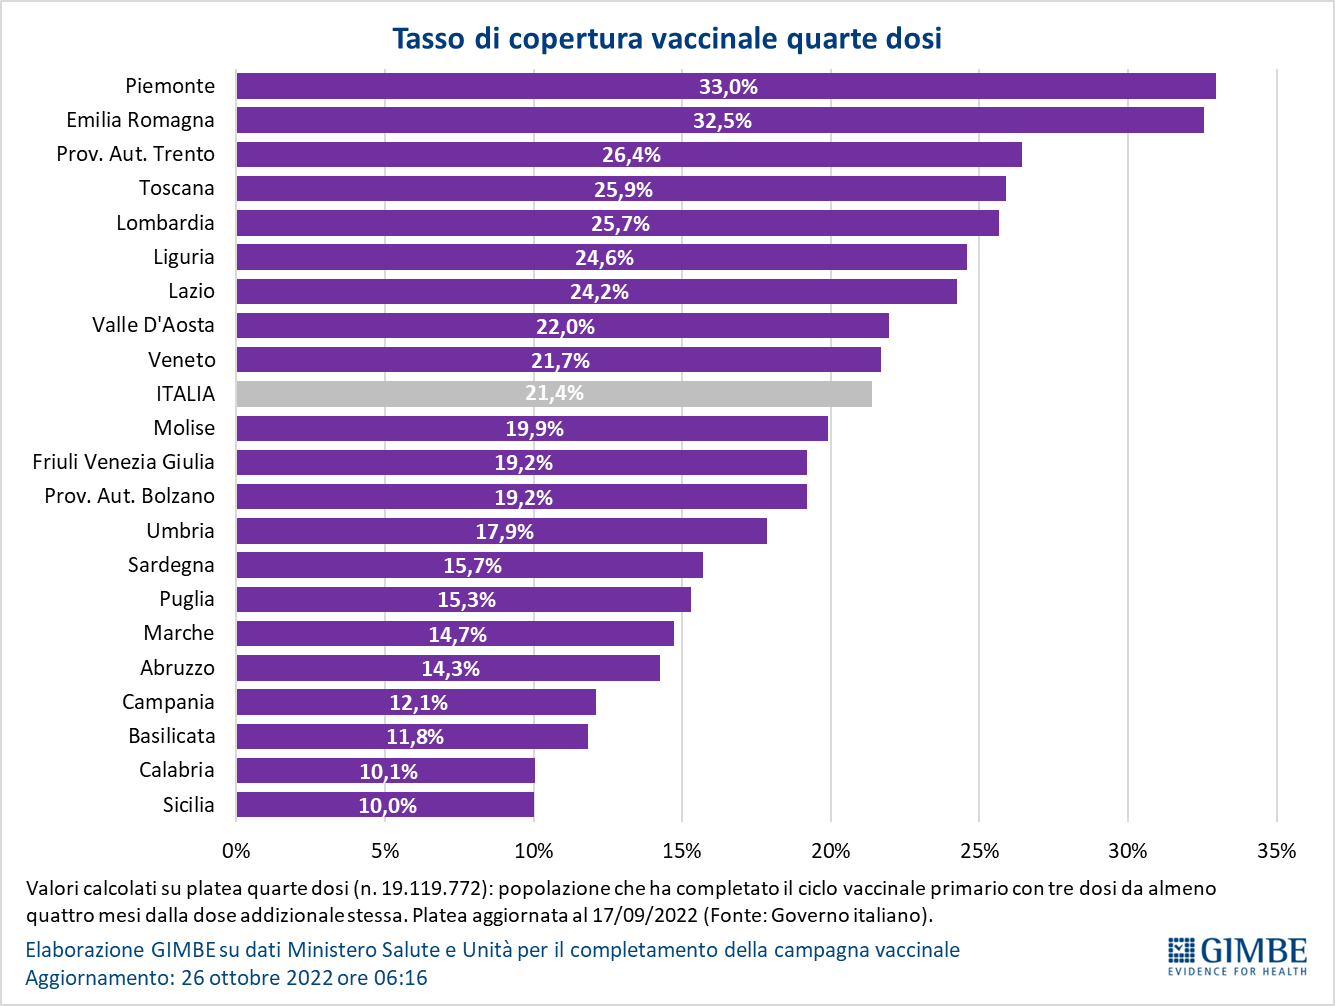 Tasso di copertura vaccinale quarte dosi
Piemonte 33,0%
Emilia Romagna 32,5%
Prov. Aut. Trento 26,4%
Toscana 25,9%
Lombardia 25,7%
Liguria 24,6%
Lazio 24,2%
Valle D'Aosta 22,0%
Veneto 21,7%
ITALIA 21,4%
Molise 19,9%
Friuli Venezia Giulia 19,2%
Prov. Aut. Bolzano 19,2%
Umbria 17,9%
Sardegna 15,7%
Puglia 15,3%
Marche 14,7%
Abruzzo 14,3%
Campania 12,1%
Basilicata 11,8%
Calabria 10,1%
Sicilia 10,0%
0% 5% 10% 15% 20% 25% 30% 35%
Valori calcolati su platea quarte dosi (n. 19.119.772): popolazione che ha completato il ciclo vaccinale primario con tre dosi da almeno
quattro mesi dalla dose addizionale stessa. Platea aggiornata al 17/09/2022 (Fonte: Governo italiano).
Elaborazione GIMBE su dati Ministero Salute e Unità per il completamento della campagna vaccinale
Aggiornamento: 26 ottobre 2022 ore 06:16
GIMBE
EVIDENCE FOR HEALTH